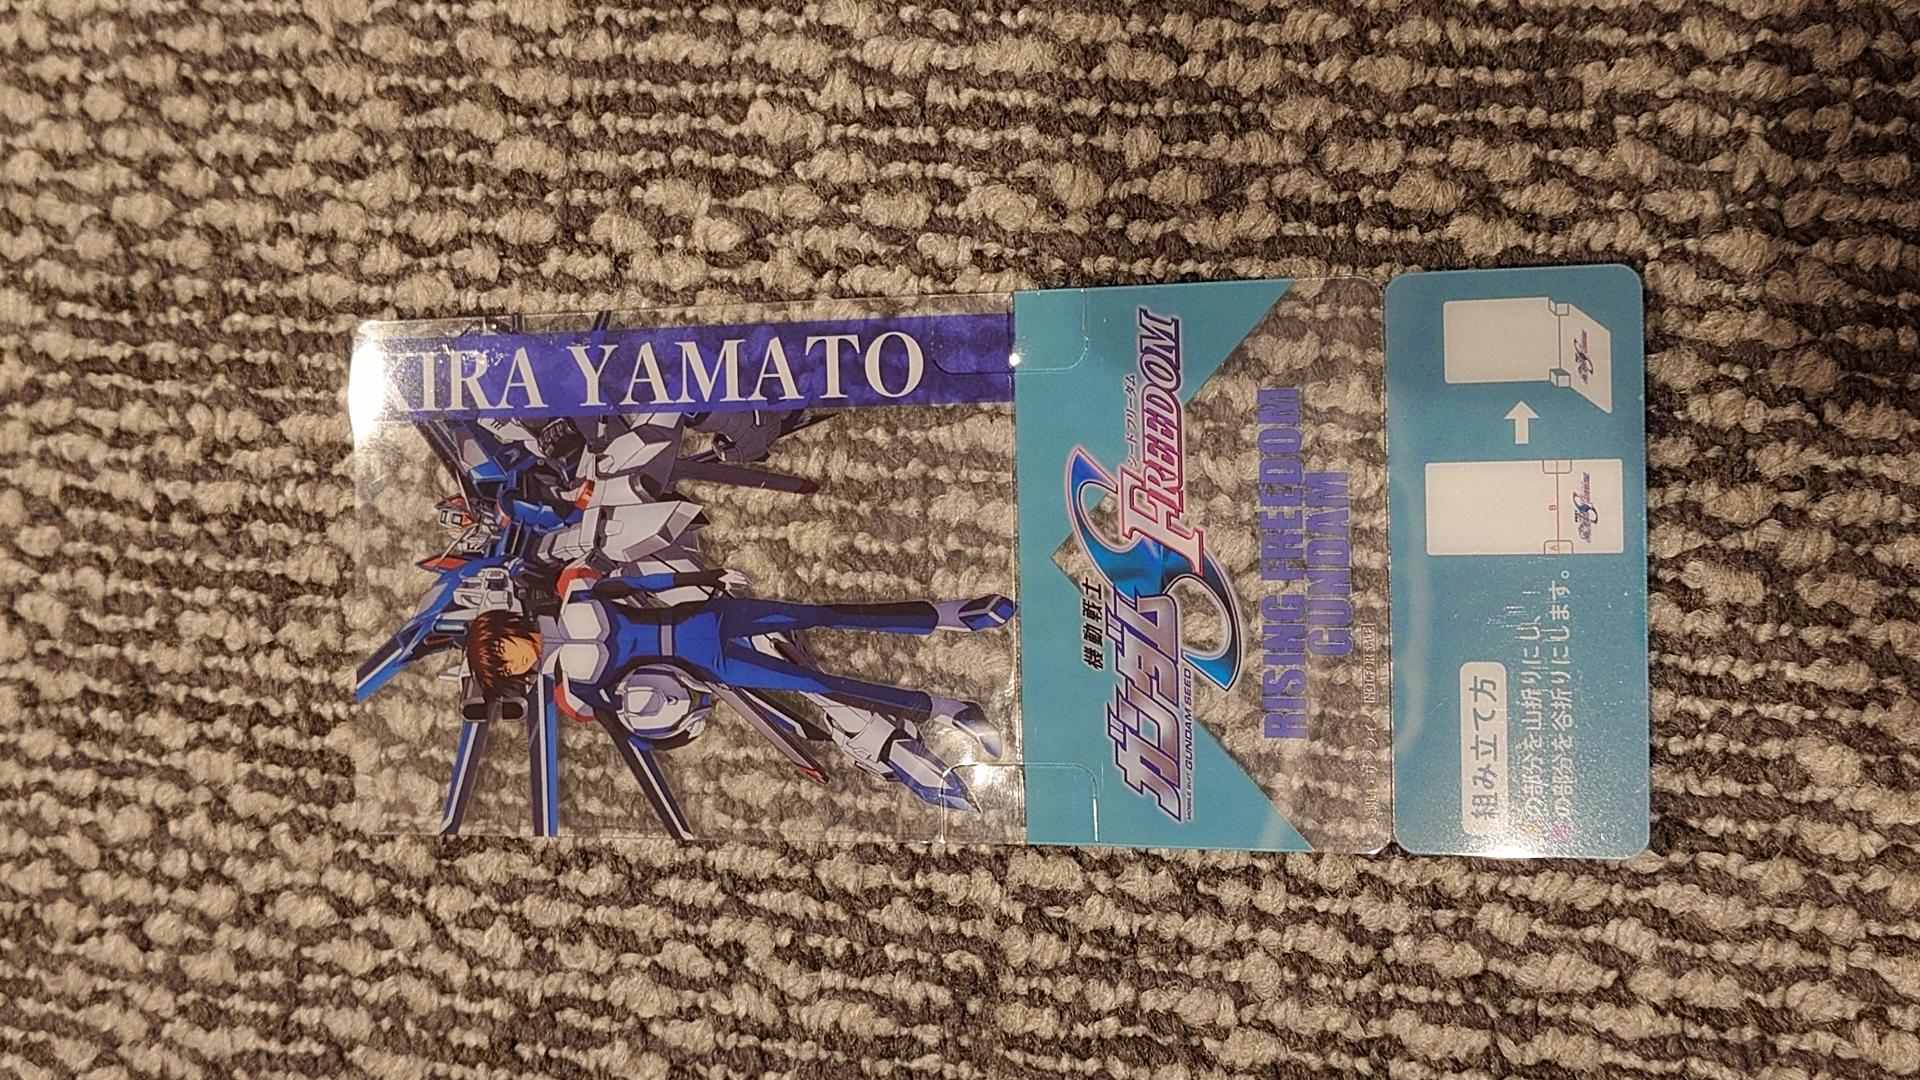 KIRA YAMATO
機動戦士
ガンダム
MOBILE SUIT GUNDAM SEED
シードフリーダム
FREEDOM
RISING FREEDOM
GUNDAM
組み立て方
の部分を山折りにし、
の部分を谷折りにします。
A
B